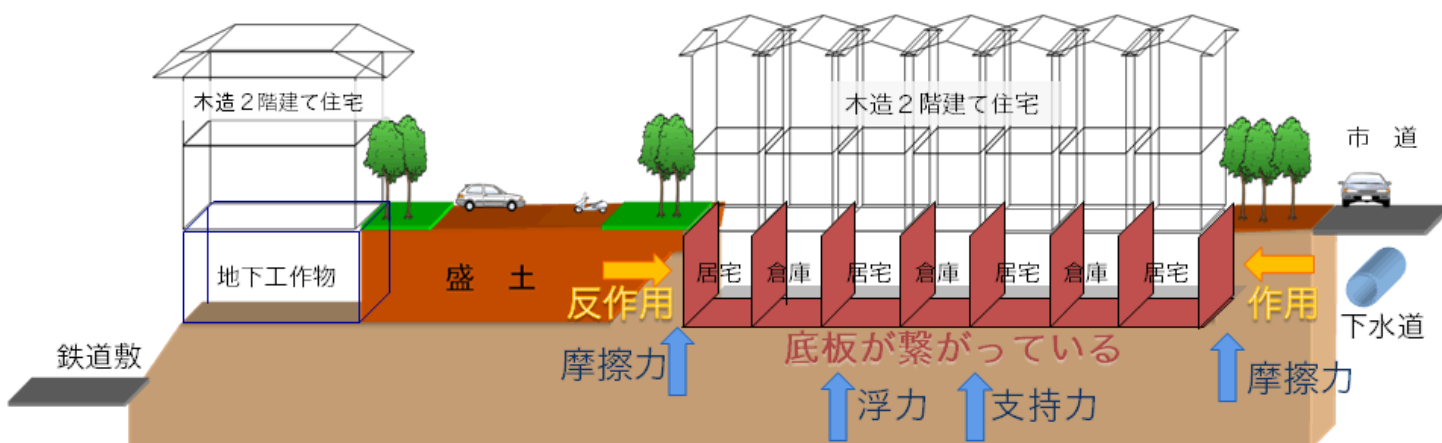 木造２階建て住宅
木造２階建て住宅
市　道
地下工作物
盛　土
反作用
居宅
倉庫
居宅
倉庫
居宅
倉庫
居宅
作用
下水道
鉄道敷
摩擦力
底板が繋がっている
摩擦力
浮力
支持力